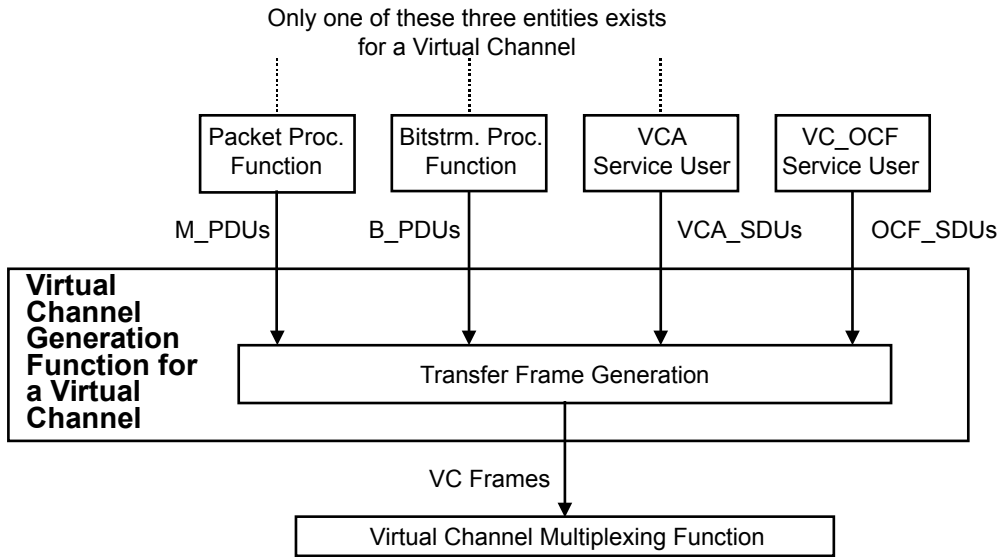 Only one of these three entities exists
for a Virtual Channel
Packet Proc.
Function
Bitstrm. Proc.
Function
VCA
Service User
VC_OCF
Service User
M_PDUs
B_PDUs
VCA_SDUs
OCF_SDUs
Virtual
Channel
Generation
Function for
a Virtual
Channel
Transfer Frame Generation
VC Frames
Virtual Channel Multiplexing Function